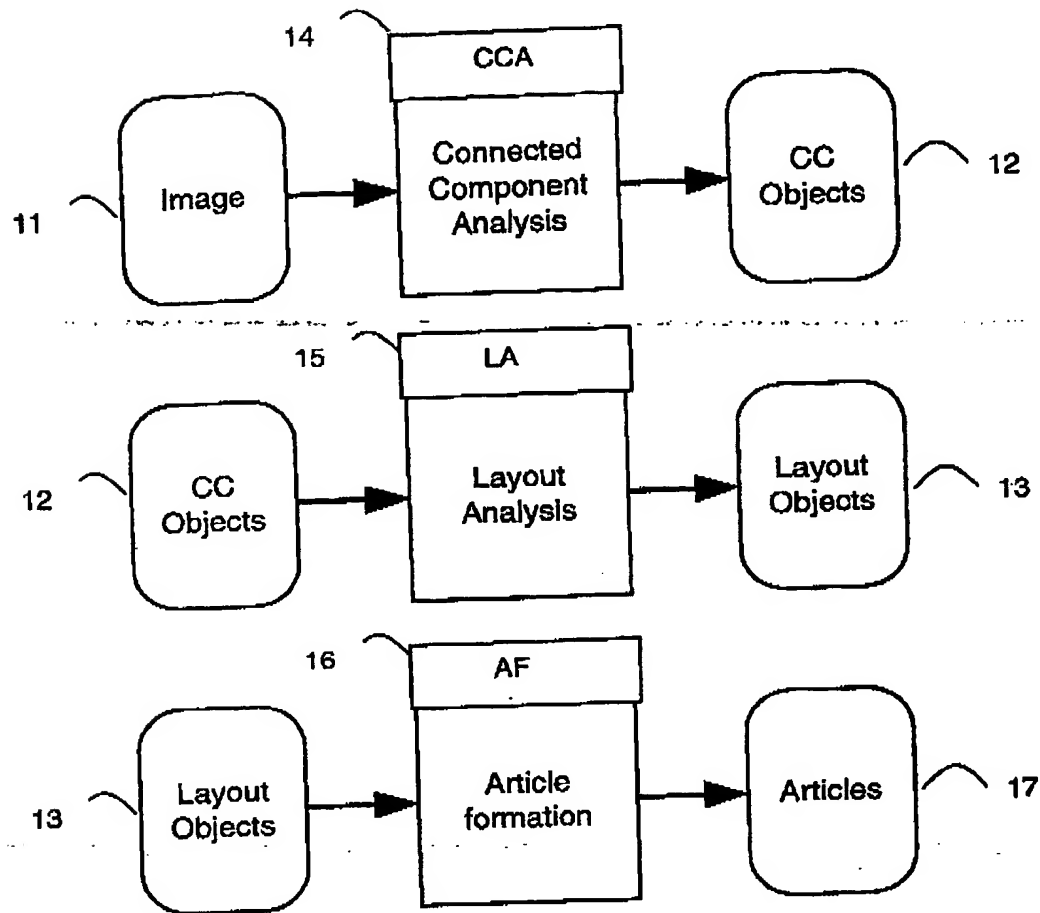 14
CCA
11
Image
Connected
Component
Analysis
CC
Objects
12
15
LA
12
CC
Objects
Layout
Analysis
Layout
Objects
13
16
AF
13
Layout
Objects
Article
formation
Articles
17